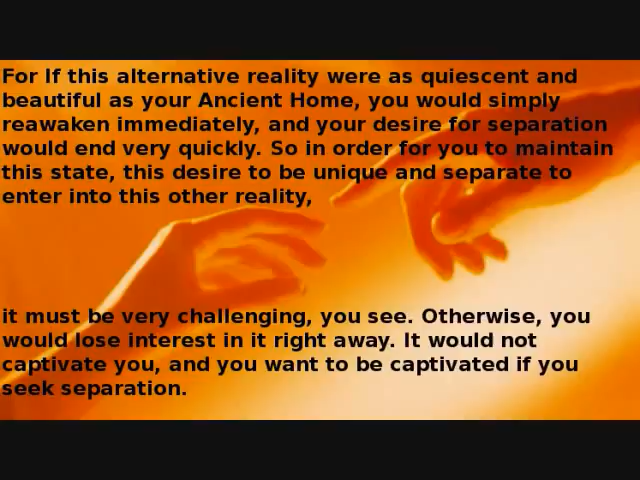 For If this alternative reality were as quiescent and
beautiful as your Ancient Home, you would simply
reawaken immediately, and your desire for separation
would end very quickly. So in order for you to maintain
this state, this desire to be unique and separate to
enter into this other reality,
it must be very challenging, you see. Otherwise, you
would lose interest in it right away. It would not
captivate you, and you want to be captivated if you
seek separation.